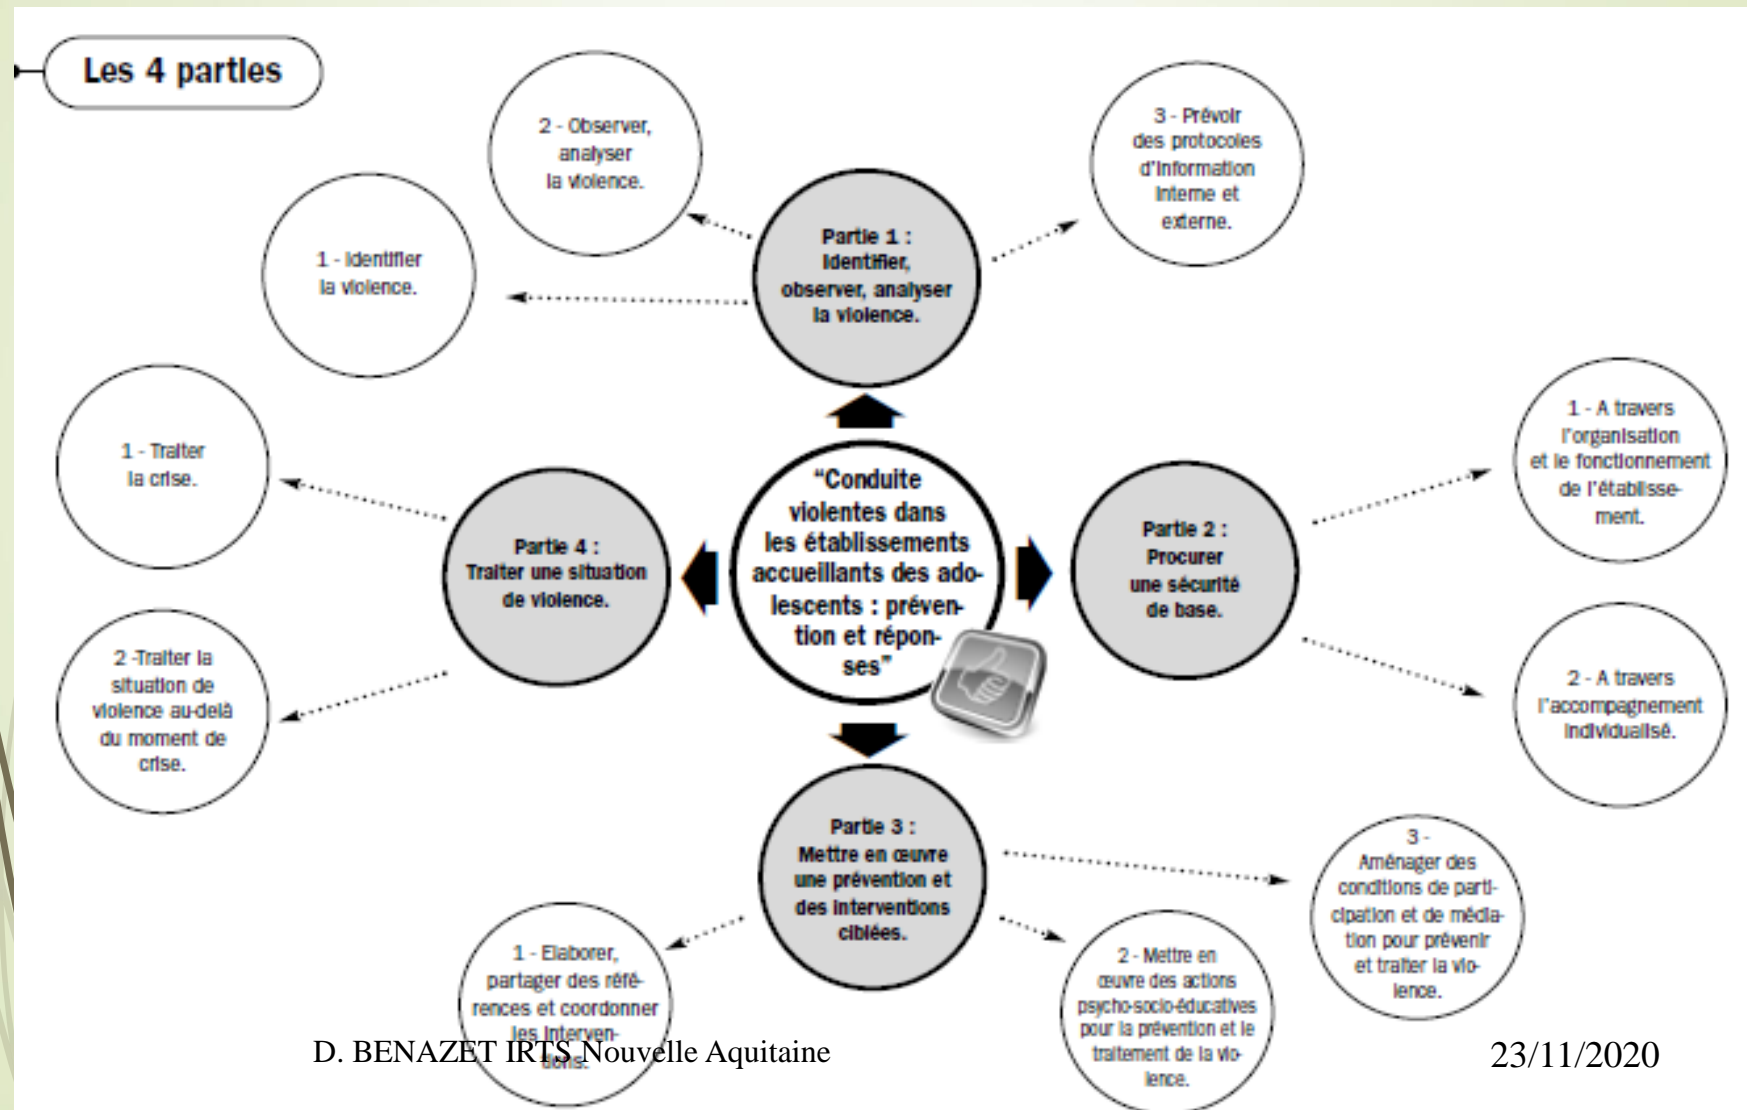 Les 4 parties
2 - Observer,
analyser
la violence.
3 - Prévoir
des protocoles
d'information
interne et
externe.
1 - Identifier
la violence.
Partie 1 :
Identifier,
observer, analyser
la violence.
1 - Traiter
la crise.
1 - A travers
l'organisation
et le fonctionnement
de l'établisse-
ment.
"Conduite
violentes dans
les établissements
accueillants des ado-
lescents : préven-
tion et répon-
ses"
Partie 4 :
Traiter une situation
de violence.
Partie 2 :
Procurer
une sécurité
de base.
2 -Traiter la
situation de
violence au-delà
du moment de
crise.
2 - A travers
l'accompagnement
individualisé.
Partie 3 :
Mettre en œuvre
une prévention et
des interventions
ciblées.
3 -
Aménager des
conditions de parti-
cipation et de média-
tion pour prévenir
et traiter la vio-
lence.
1 - Elaborer,
partager des réfé-
rences et coordonner
les interven-
tions.
2 - Mettre en
œuvre des actions
psycho-socio-éducatives
pour la prévention et le
traitement de la vio-
lence.
D. BENAZET IRTS Nouvelle Aquitaine
23/11/2020